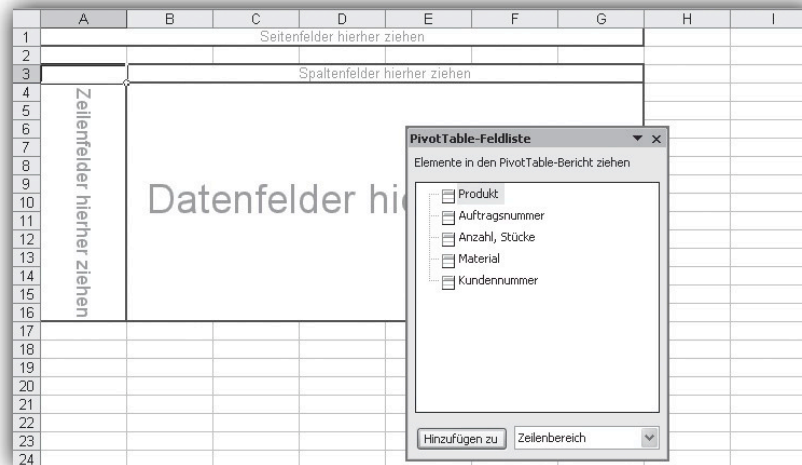 A B C D E F G H I
1 Seitenfelder hierher ziehen
2
3 Spaltenfelder hierher ziehen
4
5
6
7
8
9
10
11
12
13
14
15
16
17
18
19
20
21
22
23
24
Zeilenfelder hierher ziehen
Datenfelder
PivotTable-Feldliste
Elemente in den PivotTable-Bericht ziehen
Produkt
Auftragsnummer
Anzahl, Stücke
Material
Kundennummer
Hinzufügen zu Zeilenbereich